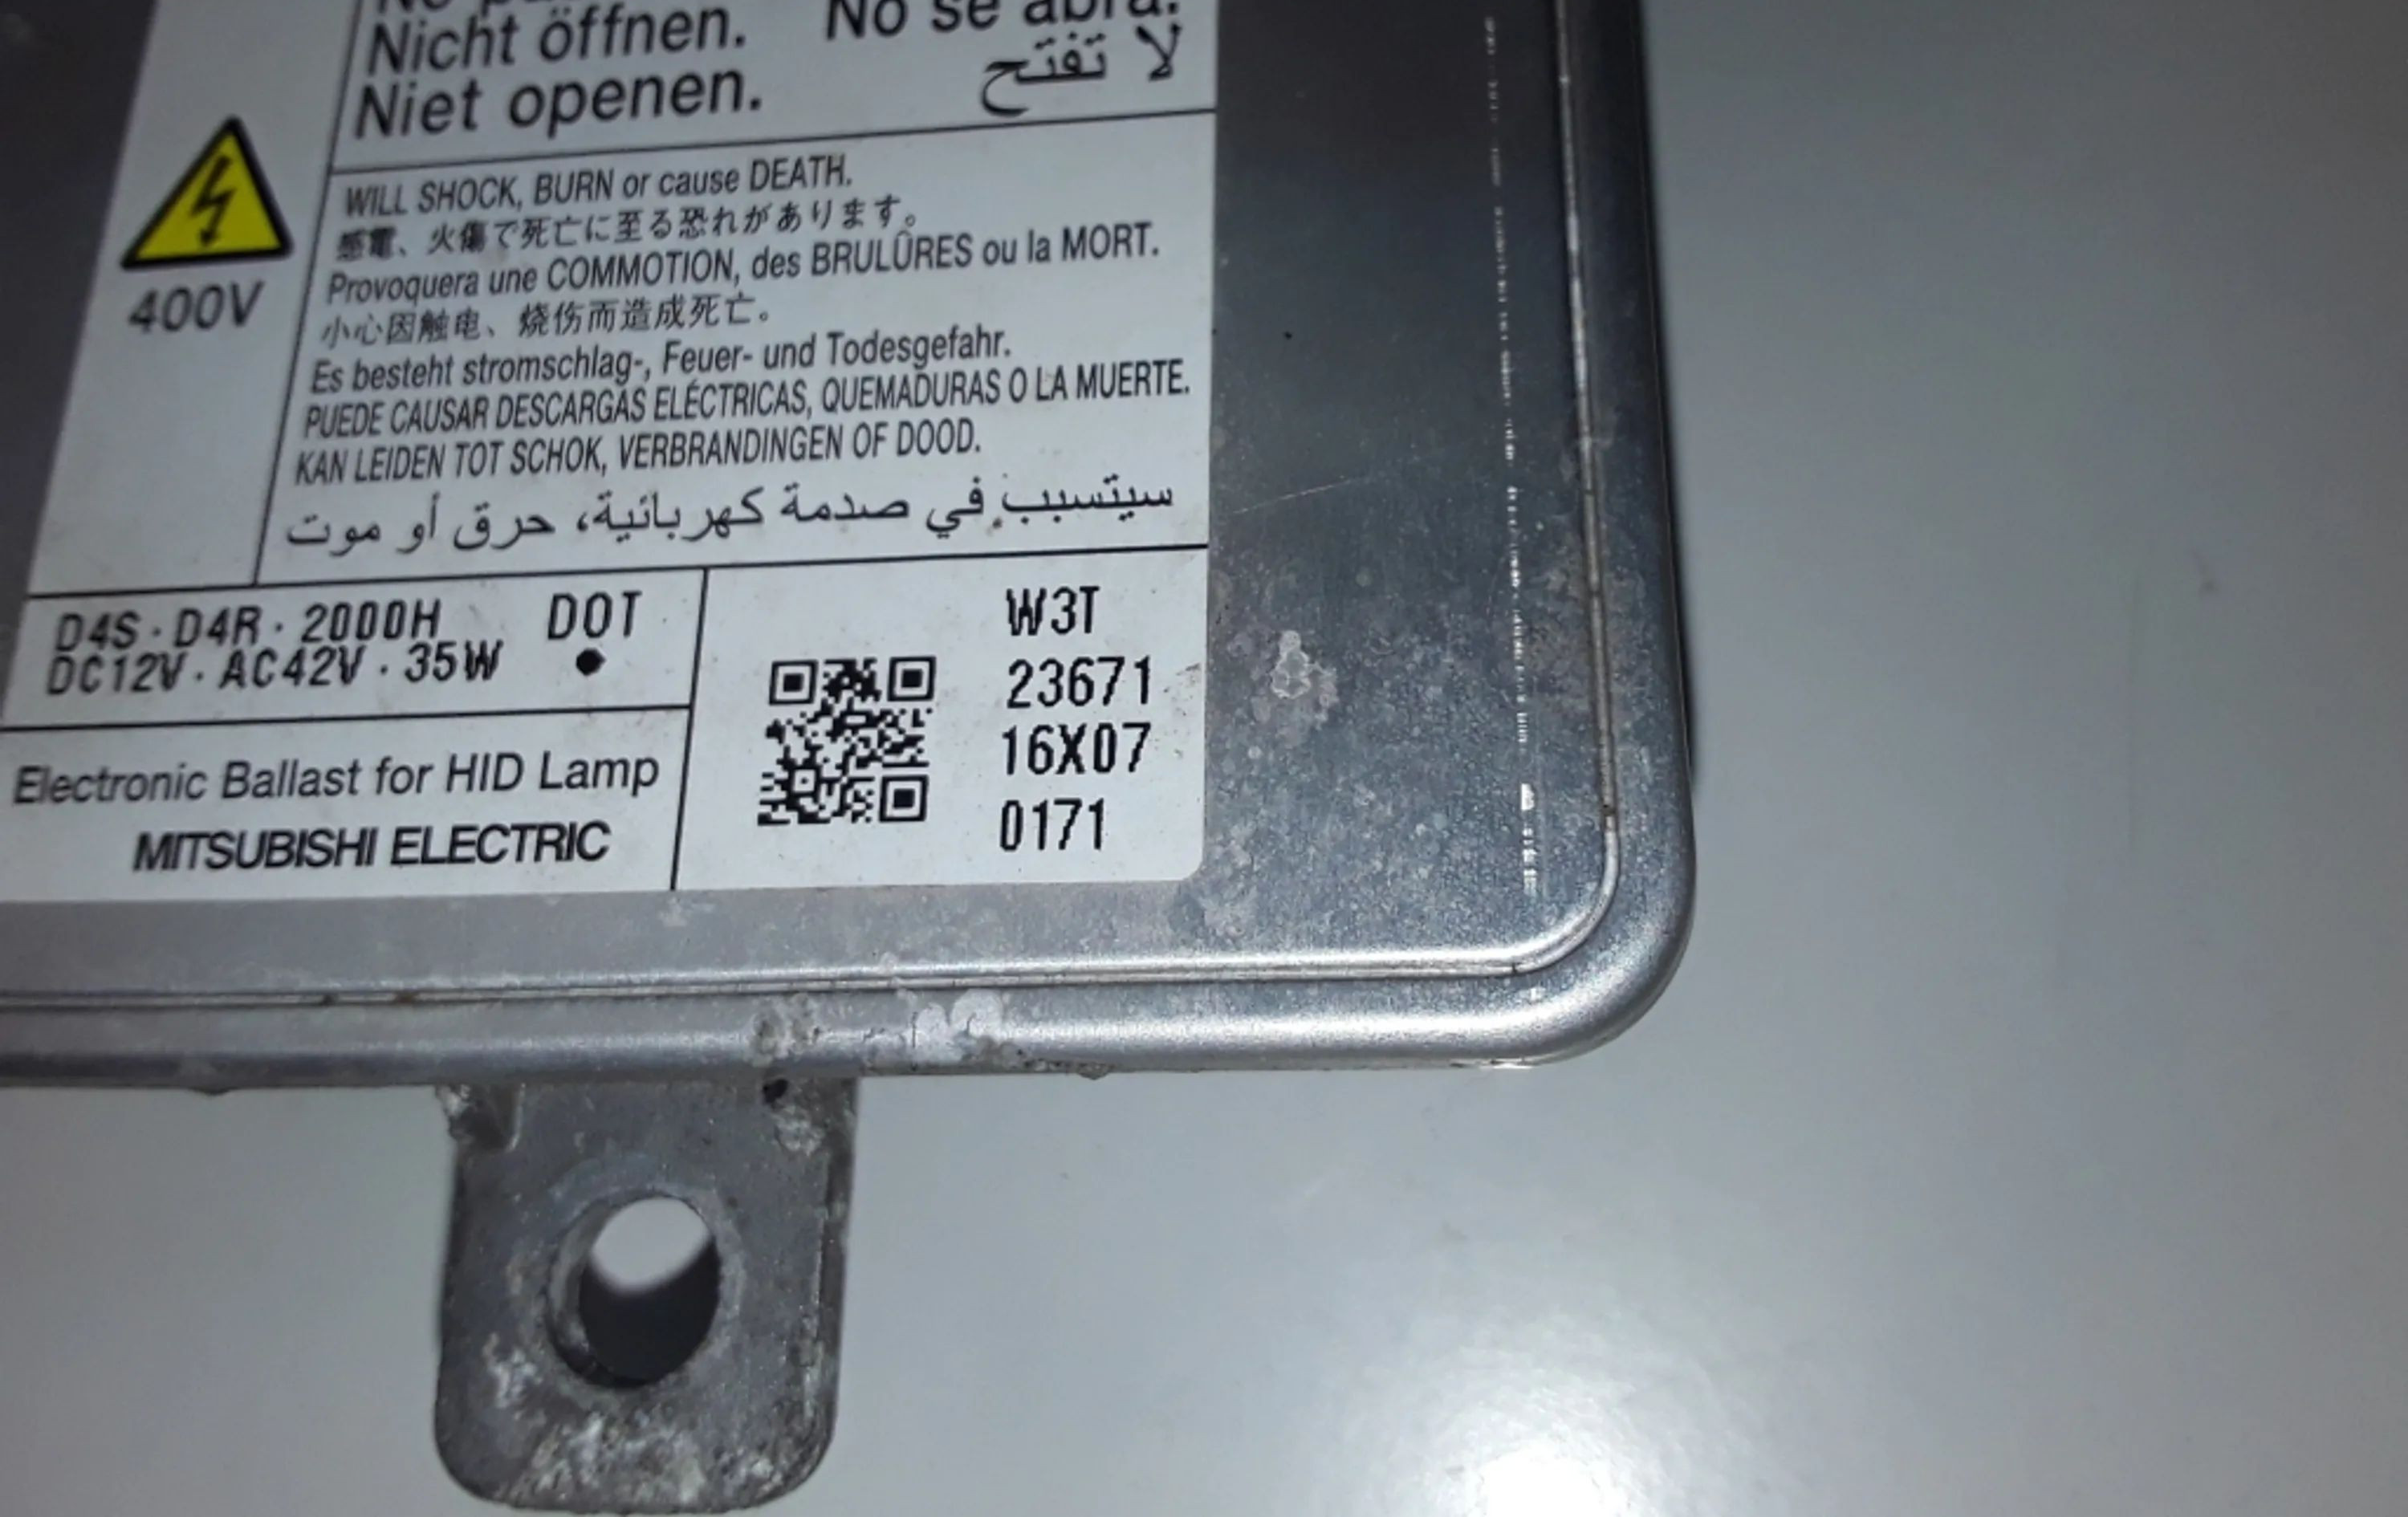 No se abra.
Nicht öffnen.
لا تفتح
Niet openen.
400V
WILL SHOCK, BURN or cause DEATH.
感電、火傷で死亡に至る恐れがあります。
Provoquera une COMMOTION, des BRULÛRES ou la MORT.
小心因触电、烧伤而造成死亡。
Es besteht stromschlag-, Feuer- und Todesgefahr.
PUEDE CAUSAR DESCARGAS ELÉCTRICAS, QUEMADURAS O LA MUERTE.
KAN LEIDEN TOT SCHOK, VERBRANDINGEN OF DOOD.
سيتسبب في صدمة كهربائية، حرق أو موت
D4S · D4R · 2000H DOT
DC12V · AC42V · 35W
Electronic Ballast for HID Lamp
MITSUBISHI ELECTRIC
W3T
23671
16X07
0171